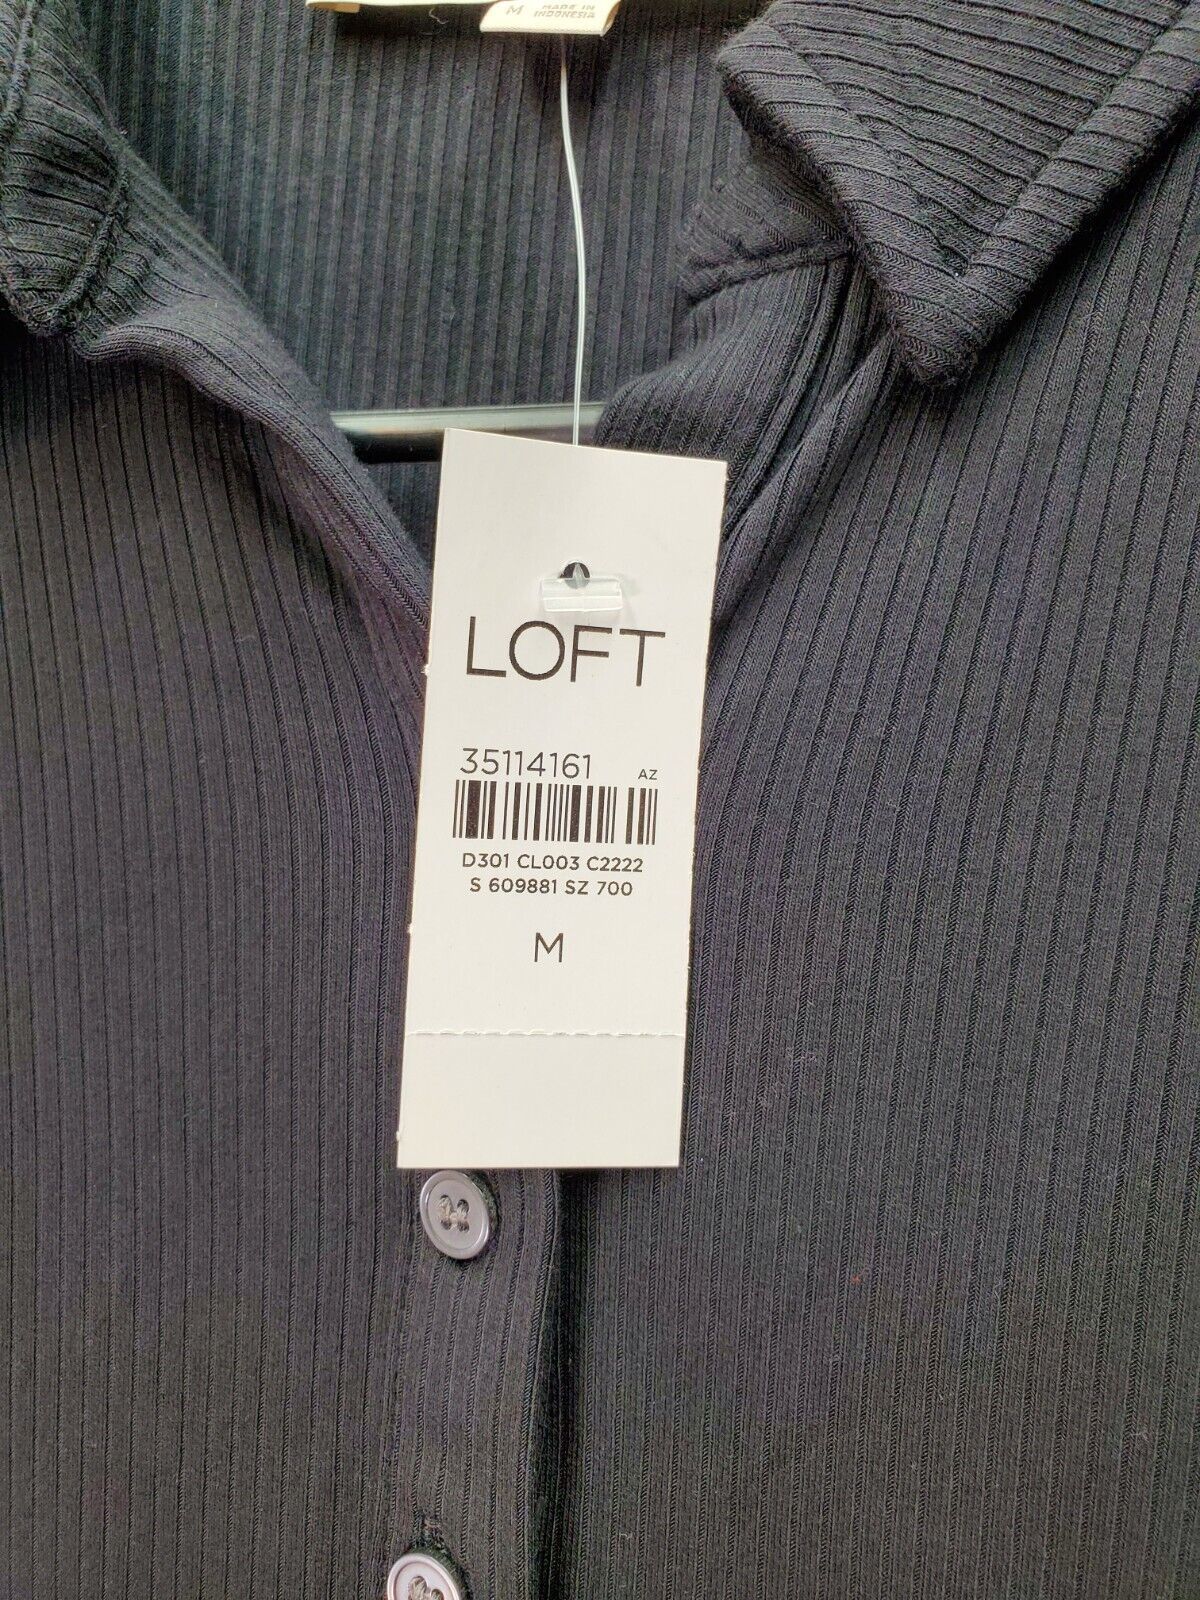 M MADE IN
INDONESIA
LOFT
35114161 AZ
D301 CL003 C2222
S 609881 SZ 700
M